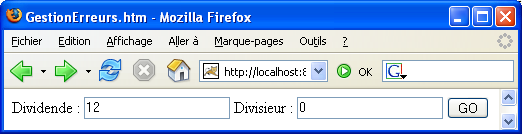 GestionErreurs.htm - Mozilla Firefox
Fichier Edition Affichage Aller à Marque-pages Outils ?
http://localhost:8 OK G
Dividende : 12 Divisieur : 0 GO